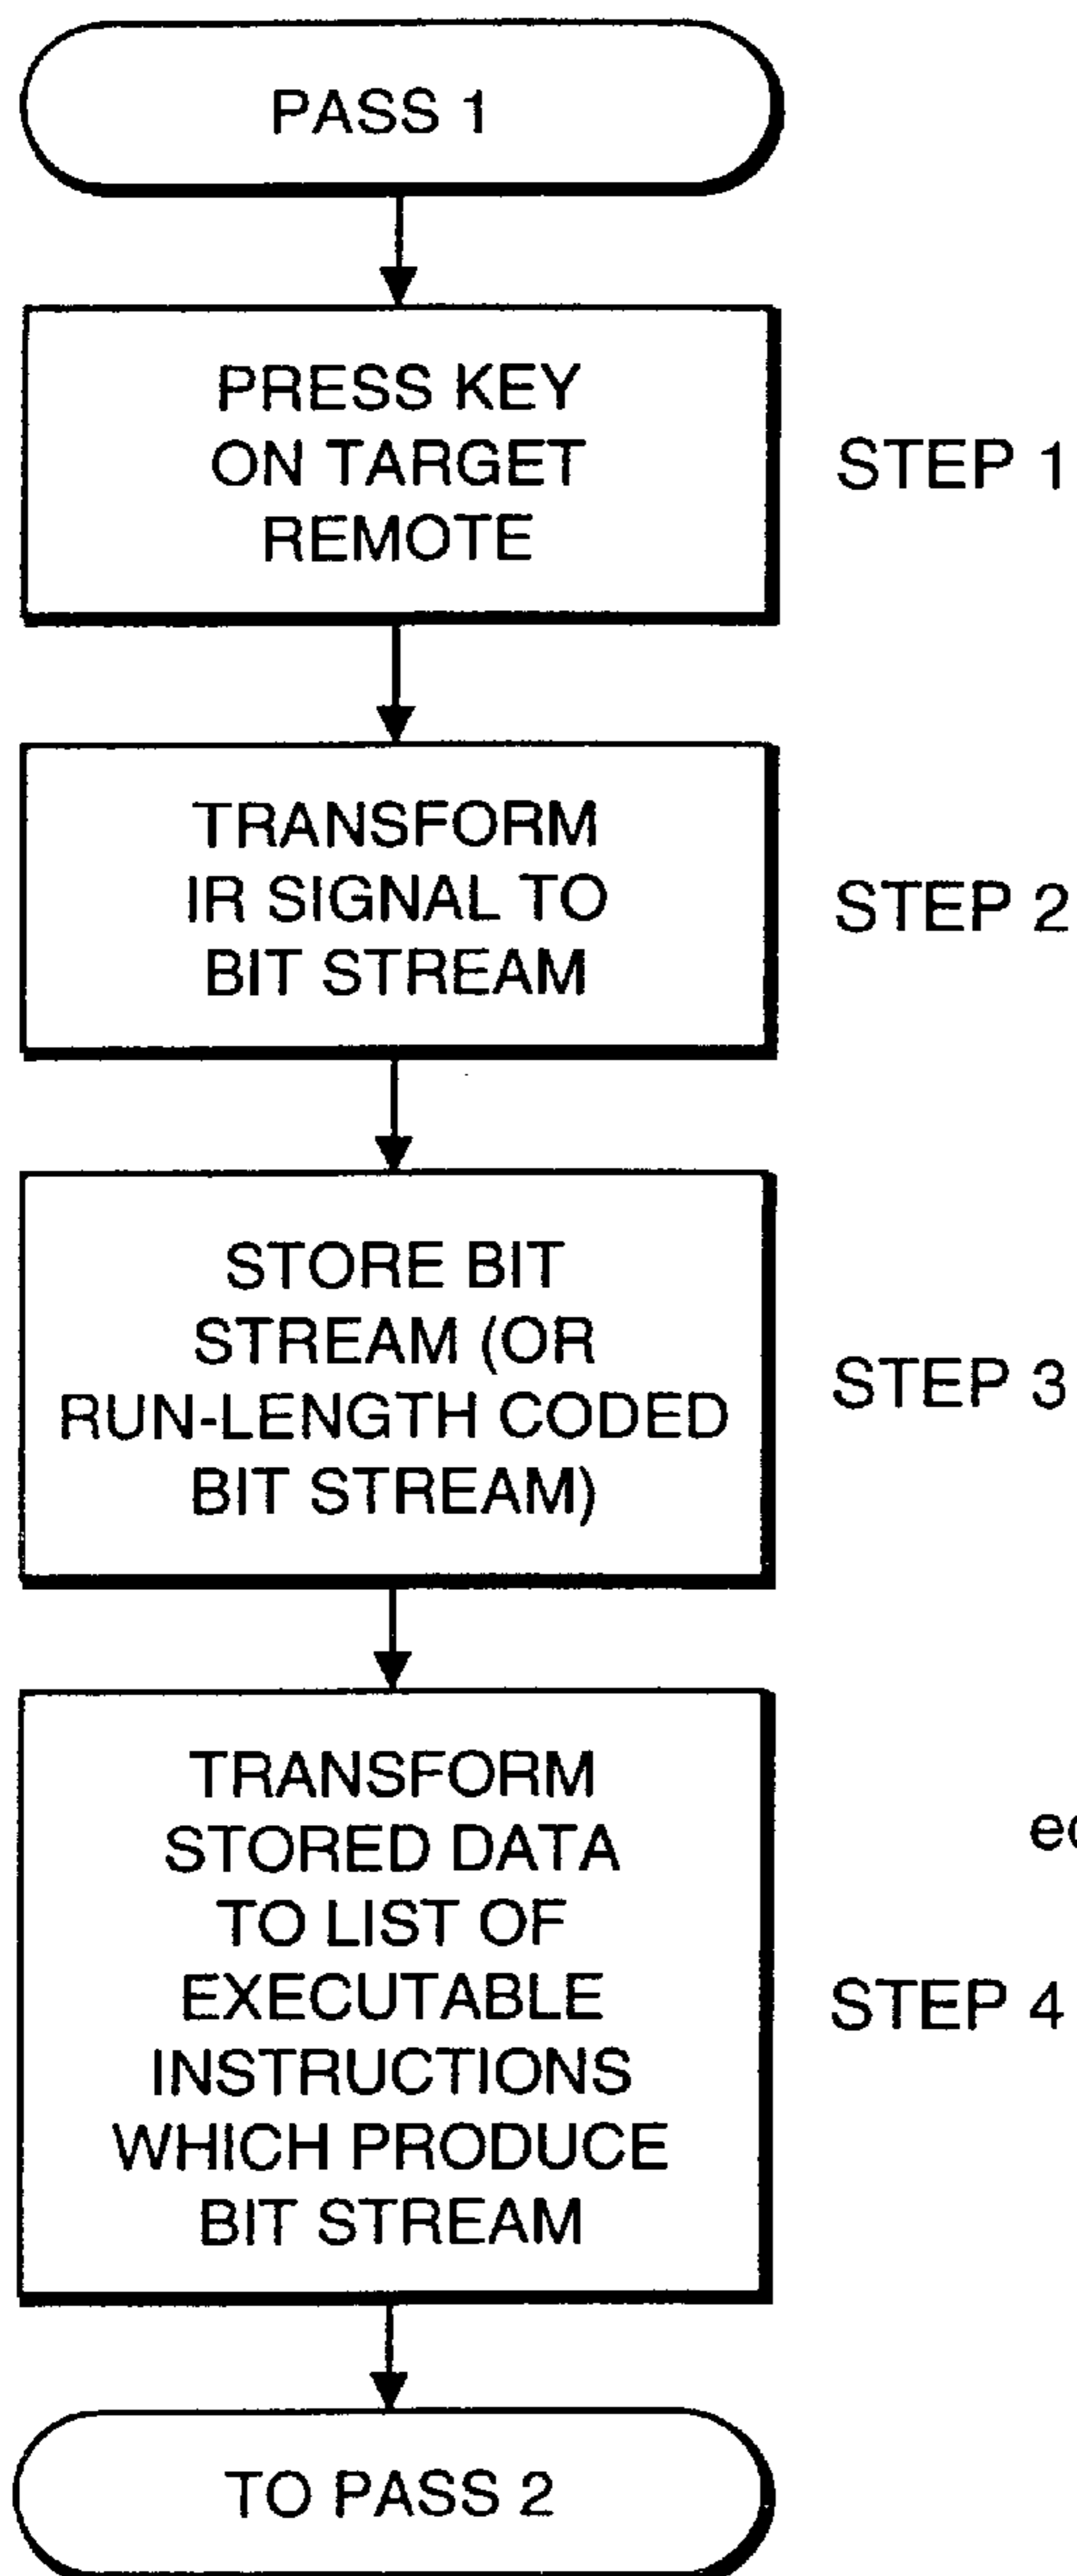 PASS 1
PRESS KEY
ON TARGET
REMOTE
STEP 1
TRANSFORM
IR SIGNAL TO
BIT STREAM
STEP 2
STORE BIT
STREAM (OR
RUN-LENGTH CODED
BIT STREAM)
STEP 3
TRANSFORM
STORED DATA
TO LIST OF
EXECUTABLE
INSTRUCTIONS
WHICH PRODUCE
BIT STREAM
STEP 4
TO PASS 2